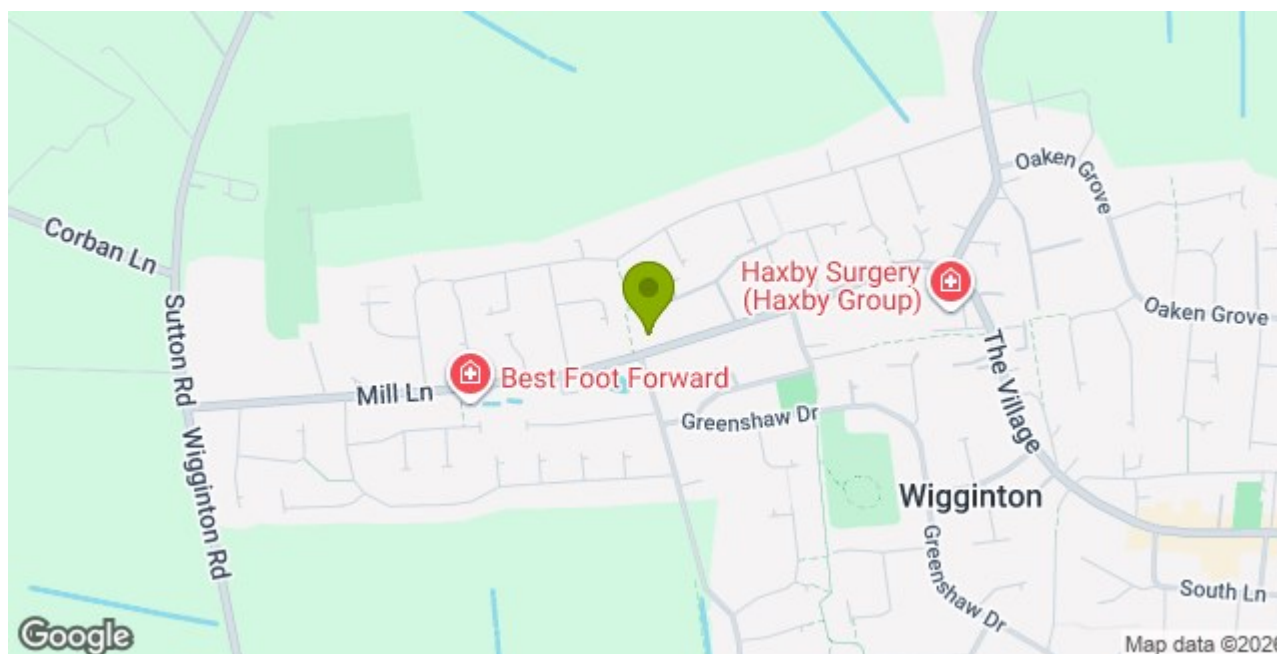 Oaken Grove
Corban Ln
Haxby Surgery
(Haxby Group)
Oaken Grove
Sutton Rd
The Village
Best Foot Forward
Mill Ln
Greenshaw Dr
Wigginton Rd
Wigginton
Greenshaw Dr
South Ln
Google
Map data ©2026